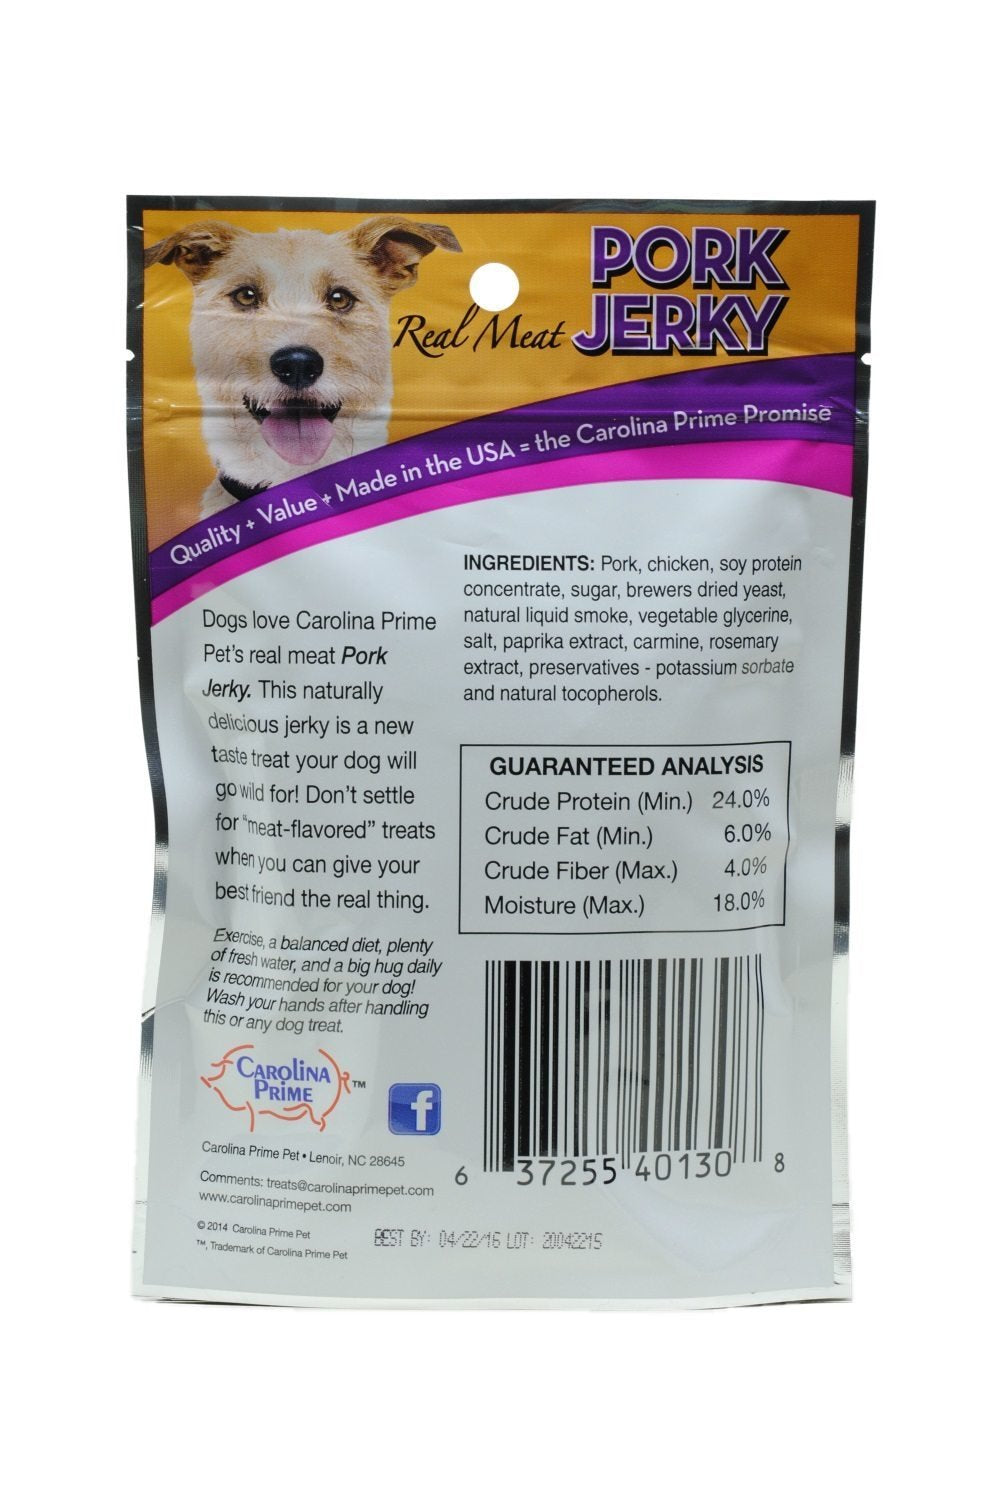 PORK
Real Meat JERKY
Quality + Value + Made in the USA = the Carolina Prime Promise
Dogs love Carolina Prime
Pet's real meat Pork
Jerky. This naturally
delicious jerky is a new
taste treat your dog will
go wild for! Don't settle
for "meat-flavored" treats
when you can give your
best friend the real thing.
Exercise, a balanced diet, plenty
of fresh water, and a big hug daily
is recommended for your dog!
Wash your hands after handling
this or any dog treat.
CAROLINA
PRIME ™
f
Carolina Prime Pet • Lenoir, NC 28645
Comments: treats@carolinaprimepet.com
www.carolinaprimepet.com
© 2014 Carolina Prime Pet
™, Trademark of Carolina Prime Pet
INGREDIENTS: Pork, chicken, soy protein
concentrate, sugar, brewers dried yeast,
natural liquid smoke, vegetable glycerine,
salt, paprika extract, carmine, rosemary
extract, preservatives - potassium sorbate
and natural tocopherols.
GUARANTEED ANALYSIS
Crude Protein (Min.) 24.0%
Crude Fat (Min.) 6.0%
Crude Fiber (Max.) 4.0%
Moisture (Max.) 18.0%
6 37255 40130 8
BEST BY: 04/22/16 LOT: 20042215